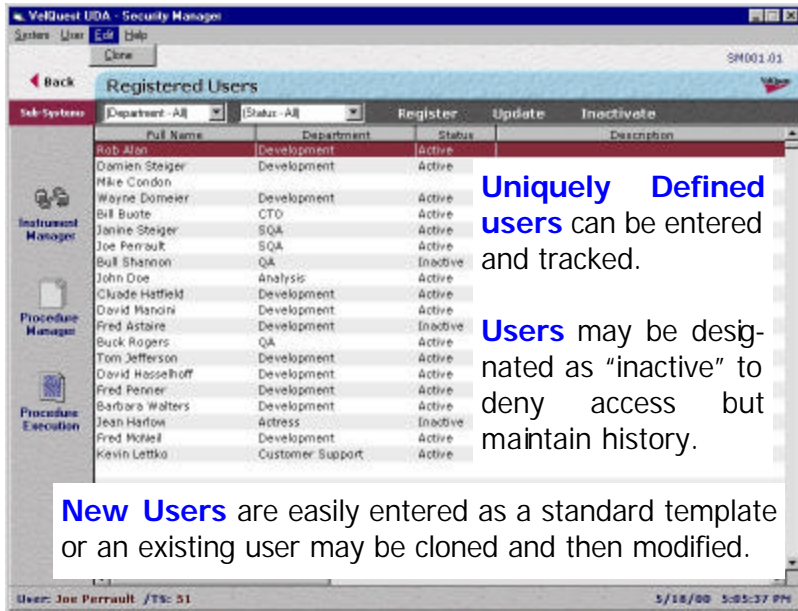 VelQuest UDA - Security Manager
System User Edit Help
Clone
SM001.01
Back
Registered Users
Sub-Systems
(Department - All) (Status - All) Register Update Inactivate
Full Name Department Status Description
Rob Alan Development Active
Damien Steiger Development Active
Mike Condon
Wayne Domeier Development Active
Bill Buote CTO Active
Janine Steiger SQA Active
Joe Perrault SQA Active
Bull Shannon QA Inactive
John Doe Analysis Active
Cluade Hatfield Development Active
David Mancini Development Active
Fred Astaire Development Inactive
Buck Rogers QA Active
Tom Jefferson Development Active
David Hasselhoff Development Active
Fred Penner Development Active
Barbara Walters Development Active
Jean Harlow Actress Inactive
Fred McNeil Development Active
Kevin Lettko Customer Support Active
Instrument
Manager
Procedure
Manager
Procedure
Execution
Uniquely Defined
users can be entered
and tracked.
Users may be desig-
nated as "inactive" to
deny access but
maintain history.
New Users are easily entered as a standard template
or an existing user may be cloned and then modified.
User: Joe Perrault /TS: 51
5/18/00 5:05:37 PM